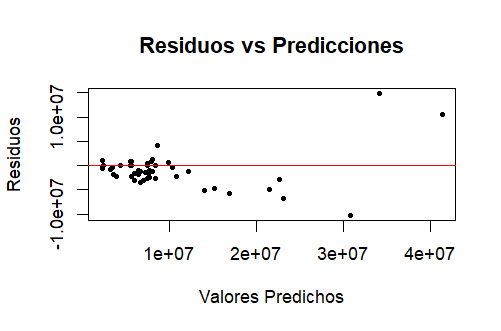 Residuos vs Predicciones
Residuos
1.0e+07
-1.0e+07
1e+07 2e+07 3e+07 4e+07
Valores Predichos